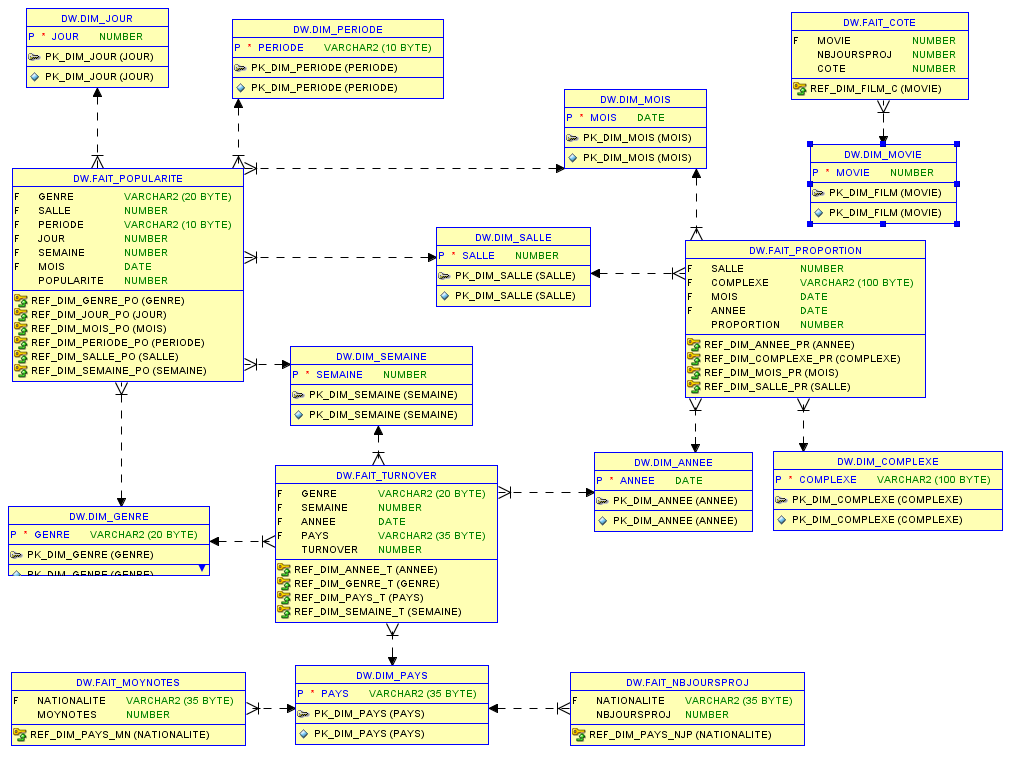 DW.DIM_JOUR
P * JOUR NUMBER
PK_DIM_JOUR (JOUR)
PK_DIM_JOUR (JOUR)
DW.DIM_PERIODE
P * PERIODE VARCHAR2 (10 BYTE)
PK_DIM_PERIODE (PERIODE)
PK_DIM_PERIODE (PERIODE)
DW.DIM_MOIS
P * MOIS DATE
PK_DIM_MOIS (MOIS)
PK_DIM_MOIS (MOIS)
DW.FAIT_COTE
F MOVIE NUMBER
NBJOURSPROJ NUMBER
COTE NUMBER
REF_DIM_FILM_C (MOVIE)
DW.DIM_MOVIE
P * MOVIE NUMBER
PK_DIM_FILM (MOVIE)
PK_DIM_FILM (MOVIE)
DW.FAIT_POPULARITE
F GENRE VARCHAR2 (20 BYTE)
F SALLE NUMBER
F PERIODE VARCHAR2 (10 BYTE)
F JOUR NUMBER
F SEMAINE NUMBER
F MOIS DATE
POPULARITE NUMBER
REF_DIM_GENRE_PO (GENRE)
REF_DIM_JOUR_PO (JOUR)
REF_DIM_MOIS_PO (MOIS)
REF_DIM_PERIODE_PO (PERIODE)
REF_DIM_SALLE_PO (SALLE)
REF_DIM_SEMAINE_PO (SEMAINE)
DW.DIM_SALLE
P * SALLE NUMBER
PK_DIM_SALLE (SALLE)
PK_DIM_SALLE (SALLE)
DW.FAIT_PROPORTION
F SALLE NUMBER
F COMPLEXE VARCHAR2 (100 BYTE)
F MOIS DATE
F ANNEE DATE
PROPORTION NUMBER
REF_DIM_ANNEE_PR (ANNEE)
REF_DIM_COMPLEXE_PR (COMPLEXE)
REF_DIM_MOIS_PR (MOIS)
REF_DIM_SALLE_PR (SALLE)
DW.DIM_SEMAINE
P * SEMAINE NUMBER
PK_DIM_SEMAINE (SEMAINE)
PK_DIM_SEMAINE (SEMAINE)
DW.FAIT_TURNOVER
F GENRE VARCHAR2 (20 BYTE)
F SEMAINE NUMBER
F ANNEE DATE
F PAYS VARCHAR2 (35 BYTE)
TURNOVER NUMBER
REF_DIM_ANNEE_T (ANNEE)
REF_DIM_GENRE_T (GENRE)
REF_DIM_PAYS_T (PAYS)
REF_DIM_SEMAINE_T (SEMAINE)
DW.DIM_ANNEE
P * ANNEE DATE
PK_DIM_ANNEE (ANNEE)
PK_DIM_ANNEE (ANNEE)
DW.DIM_COMPLEXE
P * COMPLEXE VARCHAR2 (100 BYTE)
PK_DIM_COMPLEXE (COMPLEXE)
PK_DIM_COMPLEXE (COMPLEXE)
DW.DIM_GENRE
P * GENRE VARCHAR2 (20 BYTE)
PK_DIM_GENRE (GENRE)
PK_DIM_GENRE (GENRE)
DW.FAIT_MOYNOTES
F NATIONALITE VARCHAR2 (35 BYTE)
MOYNOTES NUMBER
REF_DIM_PAYS_MN (NATIONALITE)
DW.DIM_PAYS
P * PAYS VARCHAR2 (35 BYTE)
PK_DIM_PAYS (PAYS)
PK_DIM_PAYS (PAYS)
DW.FAIT_NBJOURSPROJ
F NATIONALITE VARCHAR2 (35 BYTE)
NBJOURSPROJ NUMBER
REF_DIM_PAYS_NJP (NATIONALITE)